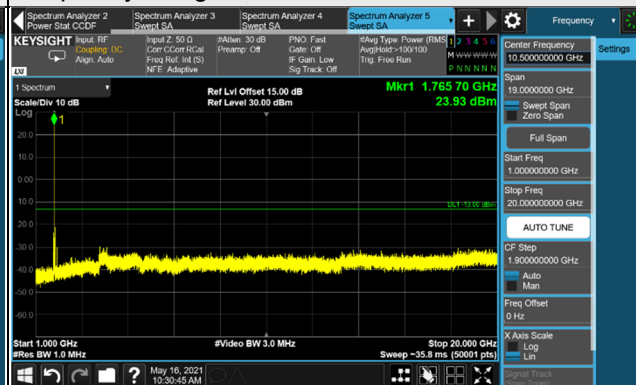 Spectrum Analyzer 2
Power Stat CCDF
Spectrum Analyzer 3
Swept SA
Spectrum Analyzer 4
Swept SA
Spectrum Analyzer 5
Swept SA
Frequency
KEYSIGHT
Input: RF
Coupling: DC
Align: Auto
Input Z: 50 Ω
Corr CCorr RCal
Freq Ref: Int (S)
NFE: Adaptive
#Atten: 30 dB
Preamp: Off
PNO: Fast
Gate: Off
IF Gain: Low
Sig Track: Off
#Avg Type: Power (RMS)
Avg|Hold:>100/100
Trig: Free Run
1 2 3 4 5 6
M W W W W W
P N N N N N
LXI
1 Spectrum
Scale/Div 10 dB
Log
Ref Lvl Offset 15.00 dB
Ref Level 30.00 dBm
Mkr1 1.765 70 GHz
23.93 dBm
1
20.0
10.0
0.00
-10.0
-20.0
-30.0
-40.0
-50.0
-60.0
DL1 -13.00 dBm
Start 1.000 GHz
#Res BW 1.0 MHz
#Video BW 3.0 MHz
Stop 20.000 GHz
Sweep ~35.8 ms (50001 pts)
May 16, 2021
10:30:45 AM
Center Frequency
10.500000000 GHz
Settings
Span
19.0000000 GHz
Swept Span
Zero Span
Full Span
Start Freq
1.000000000 GHz
Stop Freq
20.000000000 GHz
AUTO TUNE
CF Step
1.900000000 GHz
Auto
Man
Freq Offset
0 Hz
X Axis Scale
Log
Lin
Signal Track